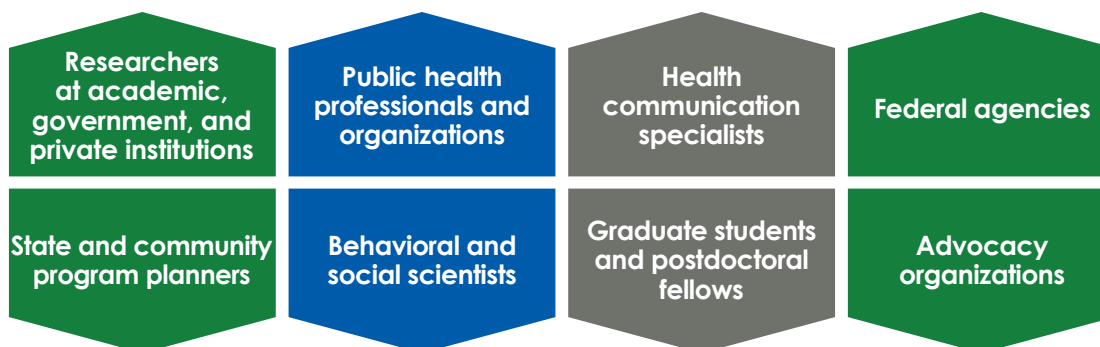 Researchers
at academic,
government, and
private institutions
Public health
professionals and
organizations
Health
communication
specialists
Federal agencies
State and community
program planners
Behavioral and
social scientists
Graduate students
and postdoctoral
fellows
Advocacy
organizations